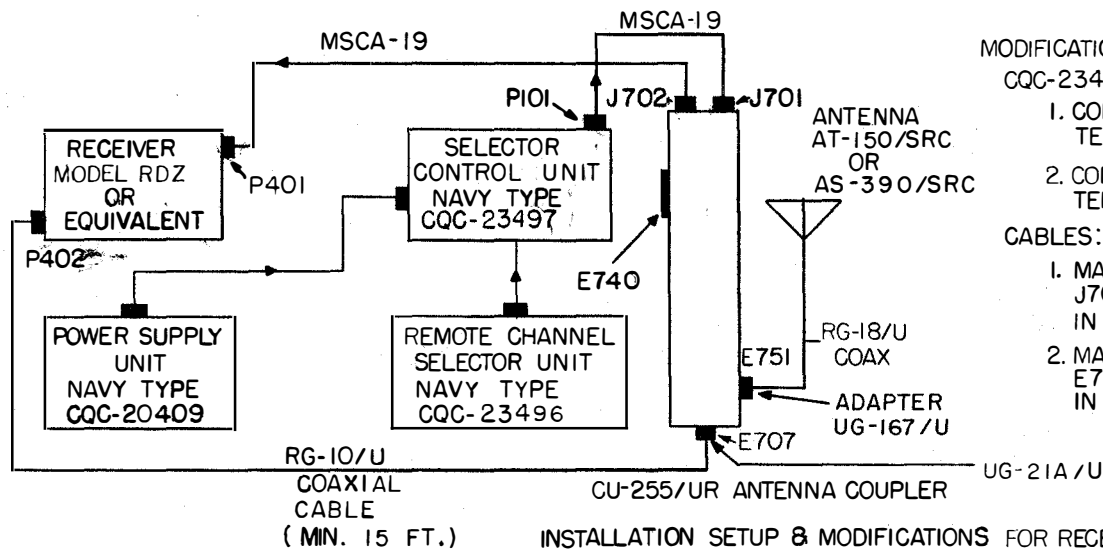 MSCA-19
MSCA-19
P101
J702
J701
RECEIVER
MODEL RDZ
OR
EQUIVALENT
P401
P402
SELECTOR
CONTROL UNIT
NAVY TYPE
CQC-23497
E740
ANTENNA
AT-150/SRC
OR
AS-390/SRC
POWER SUPPLY
UNIT
NAVY TYPE
CQC-20409
REMOTE CHANNEL
SELECTOR UNIT
NAVY TYPE
CQC-23496
RG-18/U
COAX
E751
ADAPTER
UG-167/U
E707
UG-21A/U
RG-10/U
COAXIAL
CABLE
(MIN. 15 FT.)
CU-255/UR ANTENNA COUPLER
INSTALLATION SETUP & MODIFICATIONS FOR RECE
MODIFICATIO
CQC-234
1. CO
TE
2. CO
TE
CABLES:
1. MA
J70
IN
2. MA
E7
IN